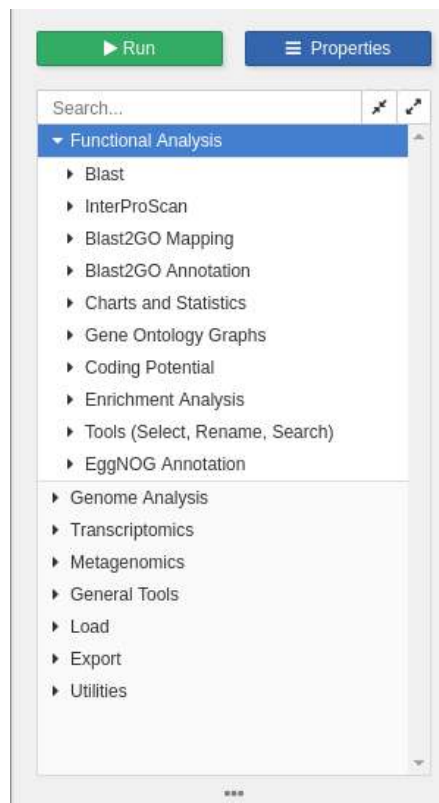 Run
Properties
Search...
Functional Analysis
Blast
InterProScan
Blast2GO Mapping
Blast2GO Annotation
Charts and Statistics
Gene Ontology Graphs
Coding Potential
Enrichment Analysis
Tools (Select, Rename, Search)
EggNOG Annotation
Genome Analysis
Transcriptomics
Metagenomics
General Tools
Load
Export
Utilities